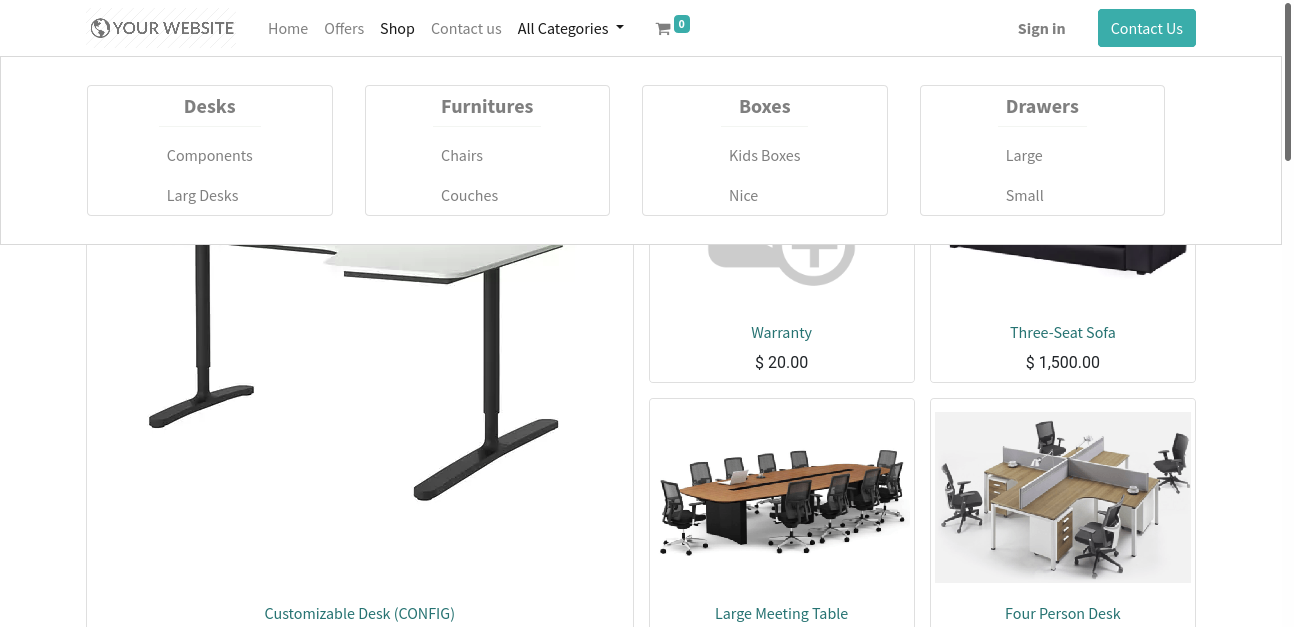 YOUR WEBSITE Home Offers Shop Contact us All Categories 0 Sign in Contact Us
Desks Furnitures Boxes Drawers
Components Chairs Kids Boxes Large
Larg Desks Couches Nice Small
Warranty Three-Seat Sofa
$ 20.00 $ 1,500.00
Customizable Desk (CONFIG) Large Meeting Table Four Person Desk